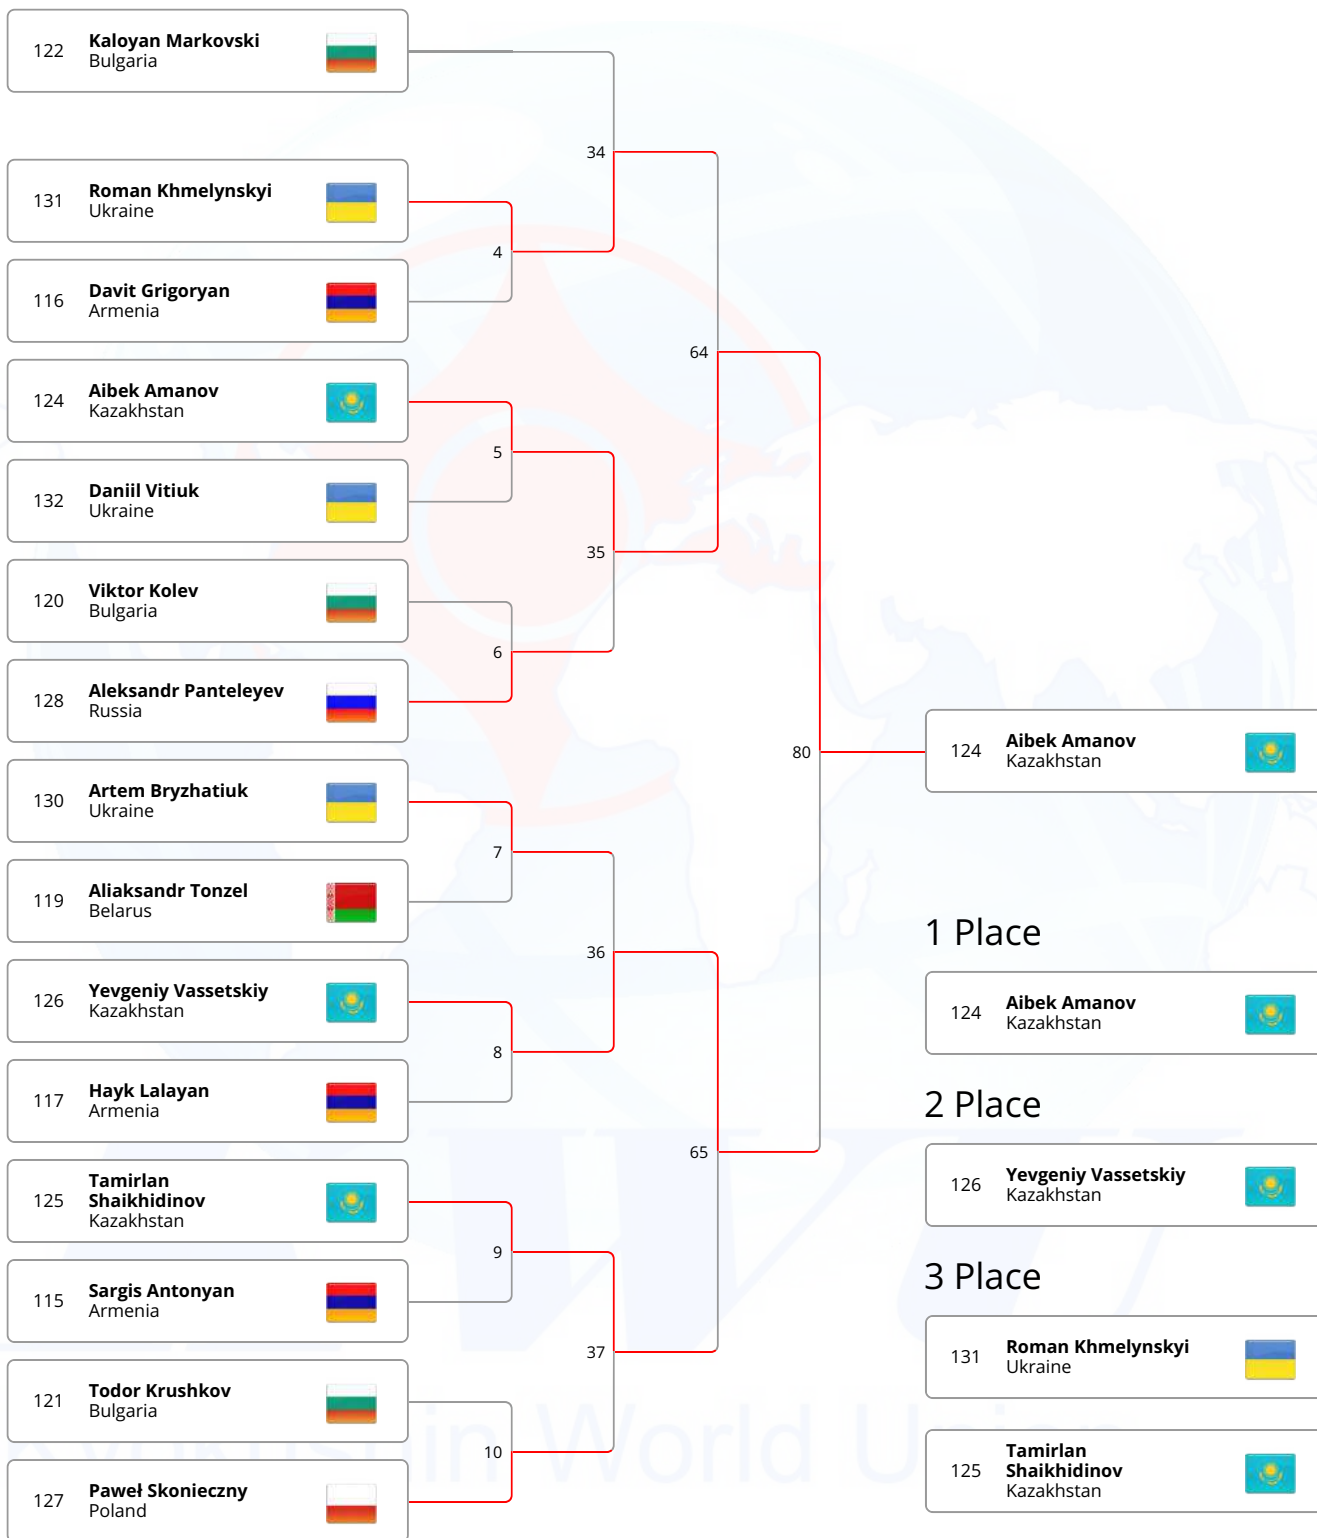 122
Kaloyan Markovski
Bulgaria
34
131
Roman Khmelynskyi
Ukraine
4
116
Davit Grigoryan
Armenia
64
124
Aibek Amanov
Kazakhstan
5
132
Daniil Vitiuk
Ukraine
35
120
Viktor Kolev
Bulgaria
6
128
Aleksandr Panteleyev
Russia
80
124
Aibek Amanov
Kazakhstan
130
Artem Bryzhatiuk
Ukraine
7
119
Aliaksandr Tonzel
Belarus
36
126
Yevgeniy Vassetskiy
Kazakhstan
8
117
Hayk Lalayan
Armenia
65
125
Tamirlan
Shaikhidinov
Kazakhstan
9
115
Sargis Antonyan
Armenia
37
121
Todor Krushkov
Bulgaria
10
127
Paweł Skonieczny
Poland
1 Place
124
Aibek Amanov
Kazakhstan
2 Place
126
Yevgeniy Vassetskiy
Kazakhstan
3 Place
131
Roman Khmelynskyi
Ukraine
125
Tamirlan
Shaikhidinov
Kazakhstan
KWU
Kyokushin World Union